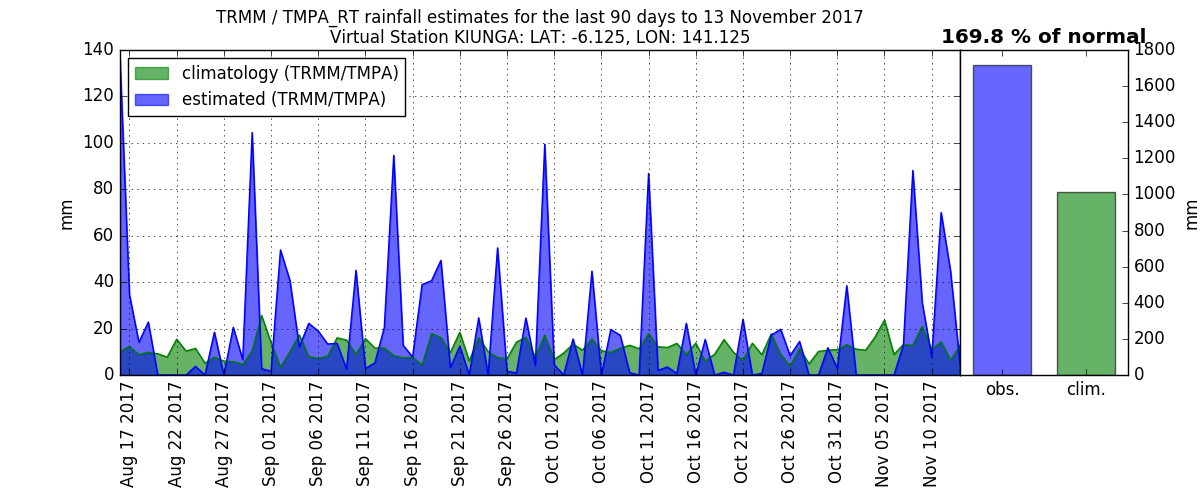 TRMM / TMPA_RT rainfall estimates for the last 90 days to 13 November 2017
Virtual Station KIUNGA: LAT: -6.125, LON: 141.125
169.8 % of normal
climatology (TRMM/TMPA)
estimated (TRMM/TMPA)
mm
140
120
100
80
60
40
20
0
Aug 17 2017
Aug 22 2017
Aug 27 2017
Sep 01 2017
Sep 06 2017
Sep 11 2017
Sep 16 2017
Sep 21 2017
Sep 26 2017
Oct 01 2017
Oct 06 2017
Oct 11 2017
Oct 16 2017
Oct 21 2017
Oct 26 2017
Oct 31 2017
Nov 05 2017
Nov 10 2017
obs.
clim.
1800
1600
1400
1200
1000
800
600
400
200
0
mm